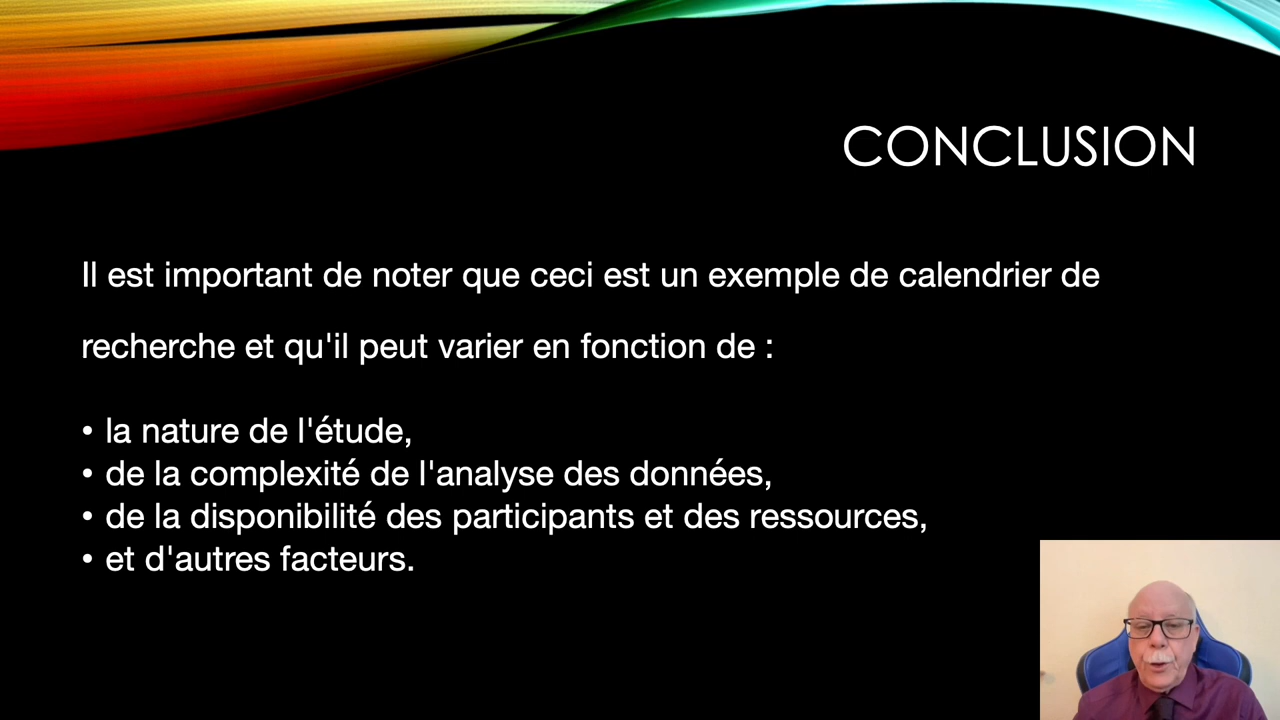 CONCLUSION
Il est important de noter que ceci est un exemple de calendrier de
recherche et qu'il peut varier en fonction de :
• la nature de l'étude,
• de la complexité de l'analyse des données,
• de la disponibilité des participants et des ressources,
• et d'autres facteurs.